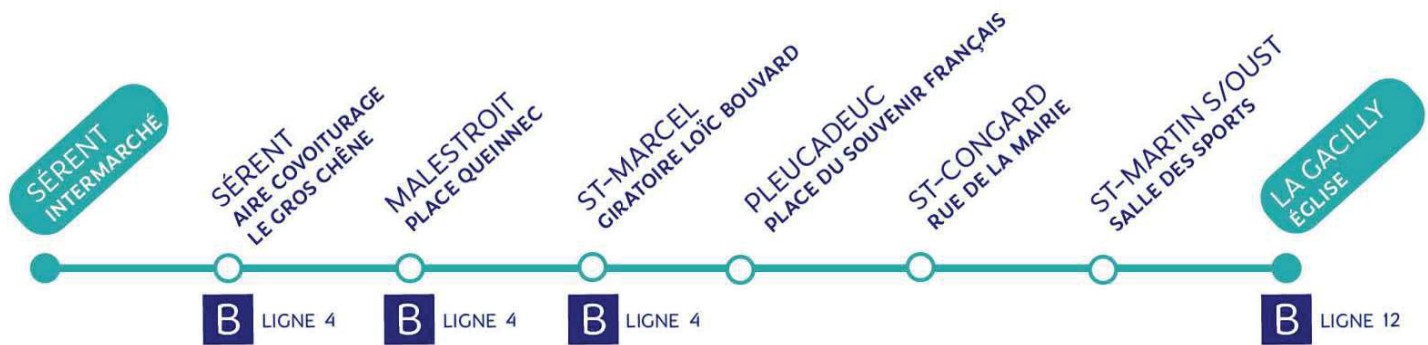 SÉRENT
INTERMARCHÉ
SÉRENT
AIRE COVOITURAGE
LE GROS CHÊNE
MALESTROIT
PLACE QUEINNEC
ST-MARCEL
GIRATOIRE LOÏC BOUVARD
PLEUCADEUC
PLACE DU SOUVENIR FRANÇAIS
ST-CONGARD
RUE DE LA MAIRIE
ST-MARTIN S/OUST
SALLE DES SPORTS
LA GACILLY
ÉGLISE
B LIGNE 4
B LIGNE 4
B LIGNE 4
B LIGNE 12